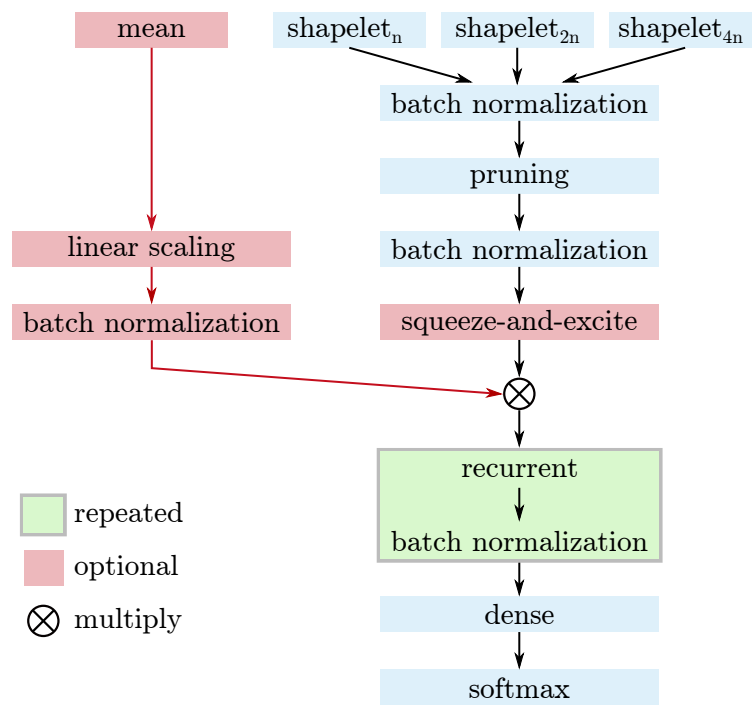 mean
shapeletₙ
shapelet₂ₙ
shapelet₄ₙ
batch normalization
pruning
linear scaling
batch normalization
batch normalization
squeeze-and-excite
recurrent
batch normalization
repeated
optional
multiply
dense
softmax